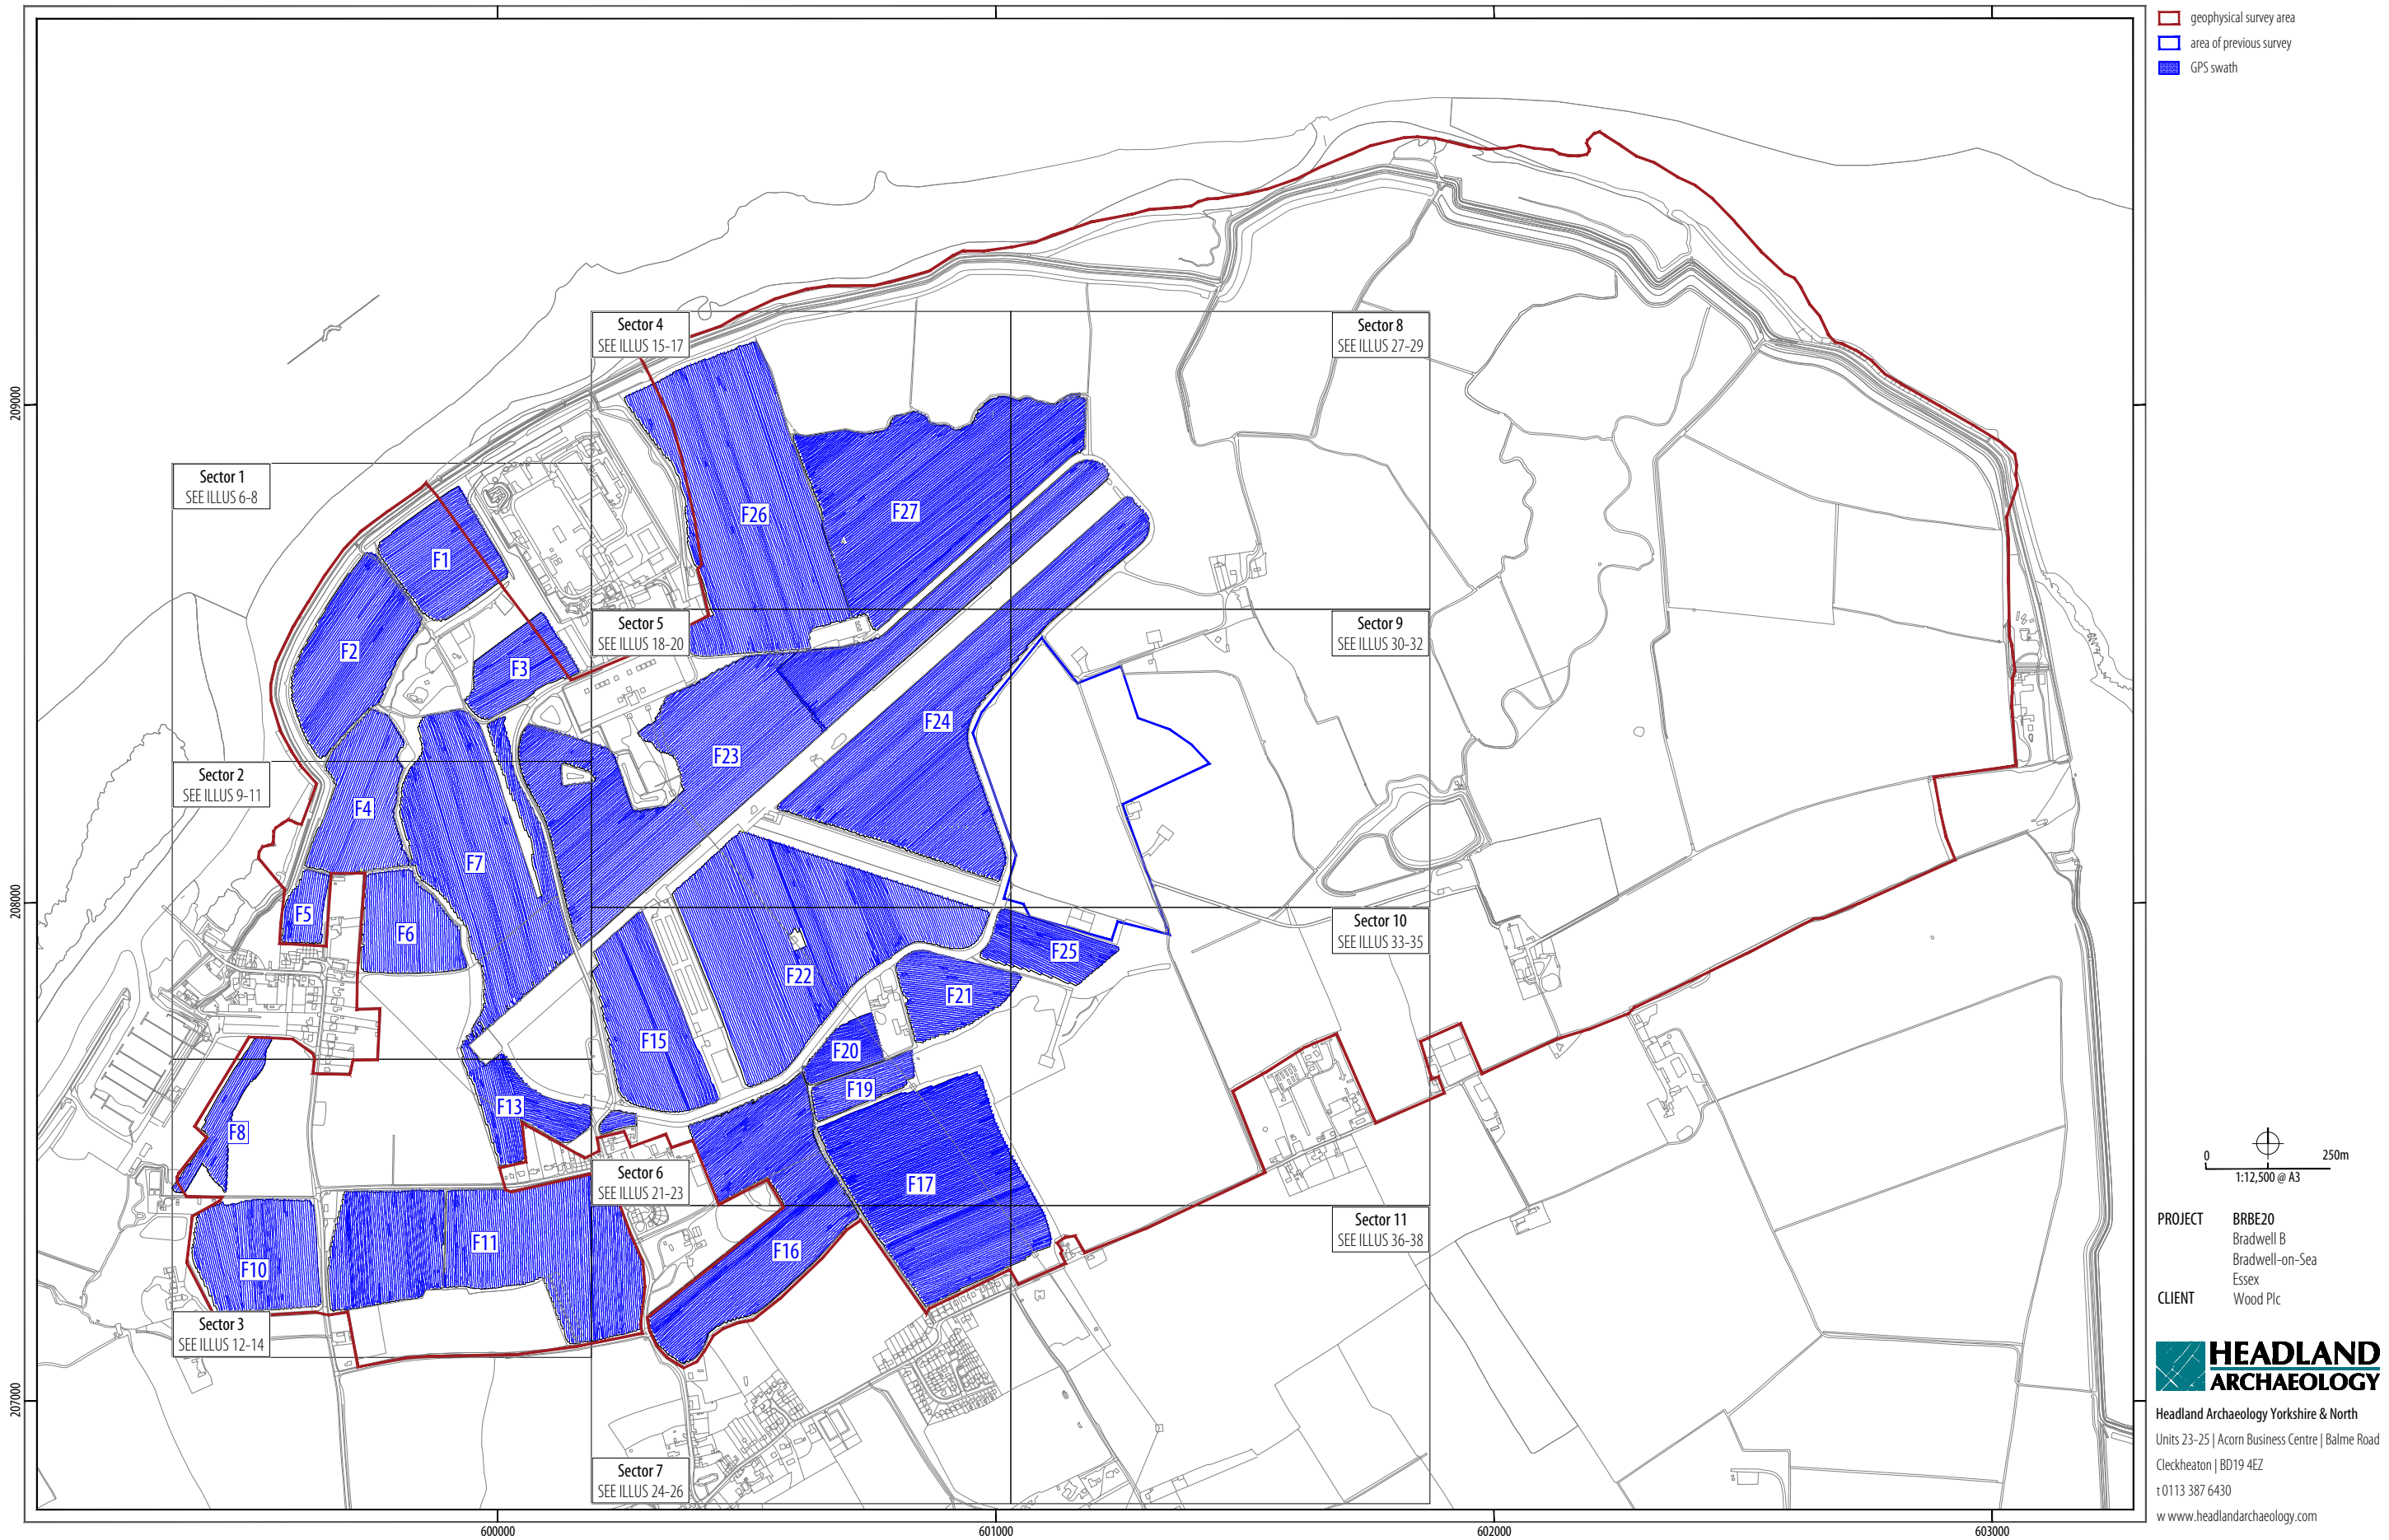 geophysical survey area
area of previous survey
GPS swath
Sector 4
SEE ILLUS 15-17
Sector 8
SEE ILLUS 27-29
209000
Sector 1
SEE ILLUS 6-8
F26
F27
F1
4
Sector 5
SEE ILLUS 18-20
Sector 9
SEE ILLUS 30-32
F2
F3
F24
F23
Sector 2
SEE ILLUS 9-11
F4
F7
208000
F5
F6
Sector 10
SEE ILLUS 33-35
F25
F22
F21
F15
F20
F19
F13
F8
Sector 6
SEE ILLUS 21-23
F17
Sector 11
SEE ILLUS 36-38
F11
F16
F10
Sector 3
SEE ILLUS 12-14
207000
Sector 7
SEE ILLUS 24-26
600000
601000
602000
603000
0
250m
1:12,500 @ A3
PROJECT BRBE20
Bradwell B
Bradwell-on-Sea
Essex
CLIENT Wood Plc
HEADLAND
ARCHAEOLOGY
Headland Archaeology Yorkshire & North
Units 23-25 | Acorn Business Centre | Balme Road
Cleckheaton | BD19 4EZ
t 0113 387 6430
w www.headlandarchaeology.com